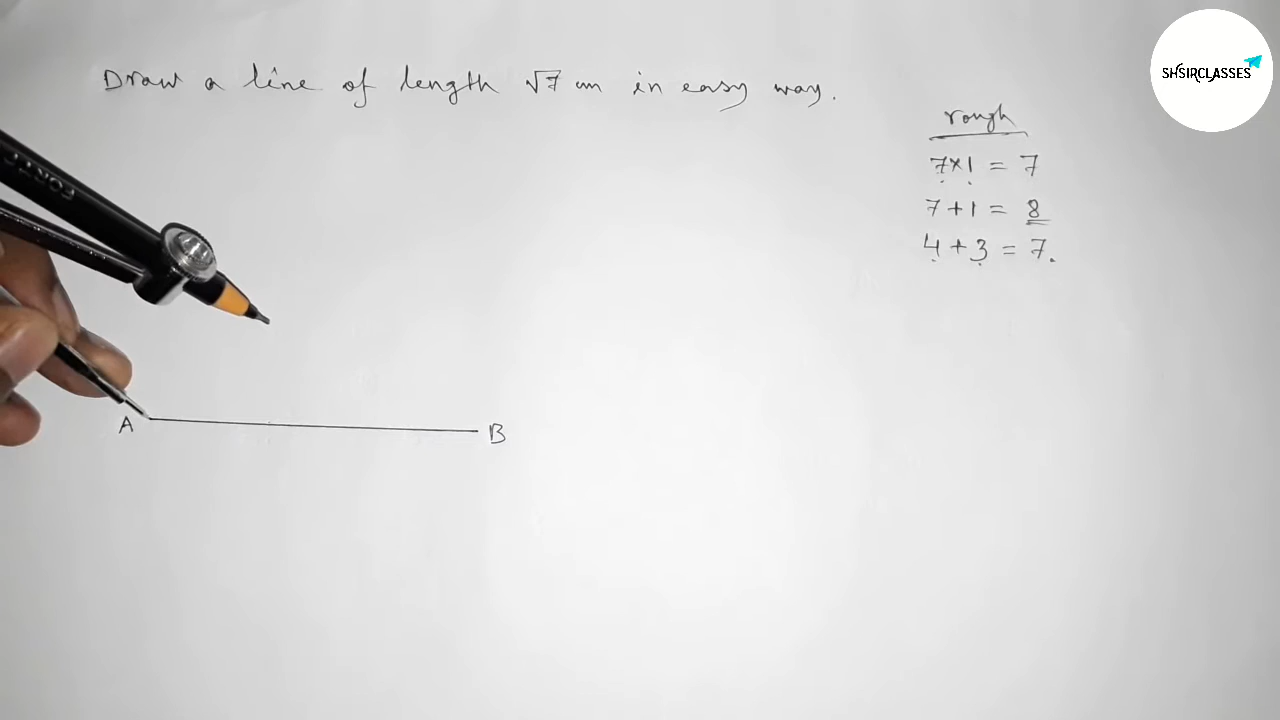 Draw a line of length √7 cm in easy way.
SHSIRCLASSES
rough
7×1 = 7
7+1 = 8
4+3 = 7.
FORTIC
A
B